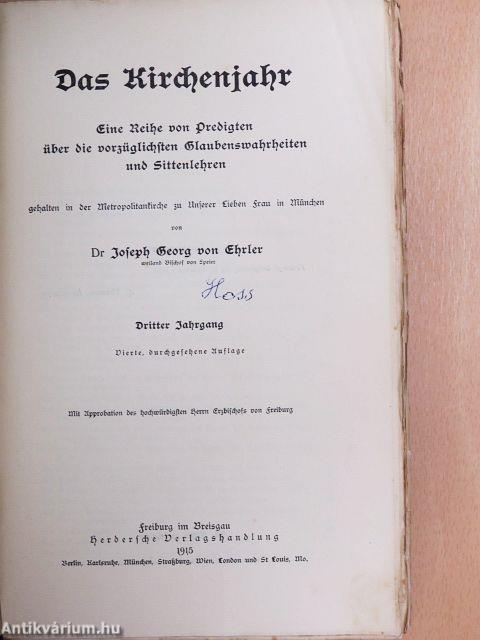 Das Kirchenjahr
Eine Reihe von Predigten
über die vorzüglichsten Glaubenswahrheiten
und Sittenlehren
gehalten in der Metropolitankirche zu Unserer Lieben Frau in München
von
Dr Joseph Georg von Ehrler
weiland Bischof von Speier
Hoss
Dritter Jahrgang
Vierte, durchgesehene Auflage
Mit Approbation des hochwürdigsten Herrn Erzbischofs von Freiburg
Freiburg im Breisgau
Herdersche Verlagshandlung
1915
Berlin, Karlsruhe, München, Straßburg, Wien, London und St Louis, Mo.
Antikvárium.hu